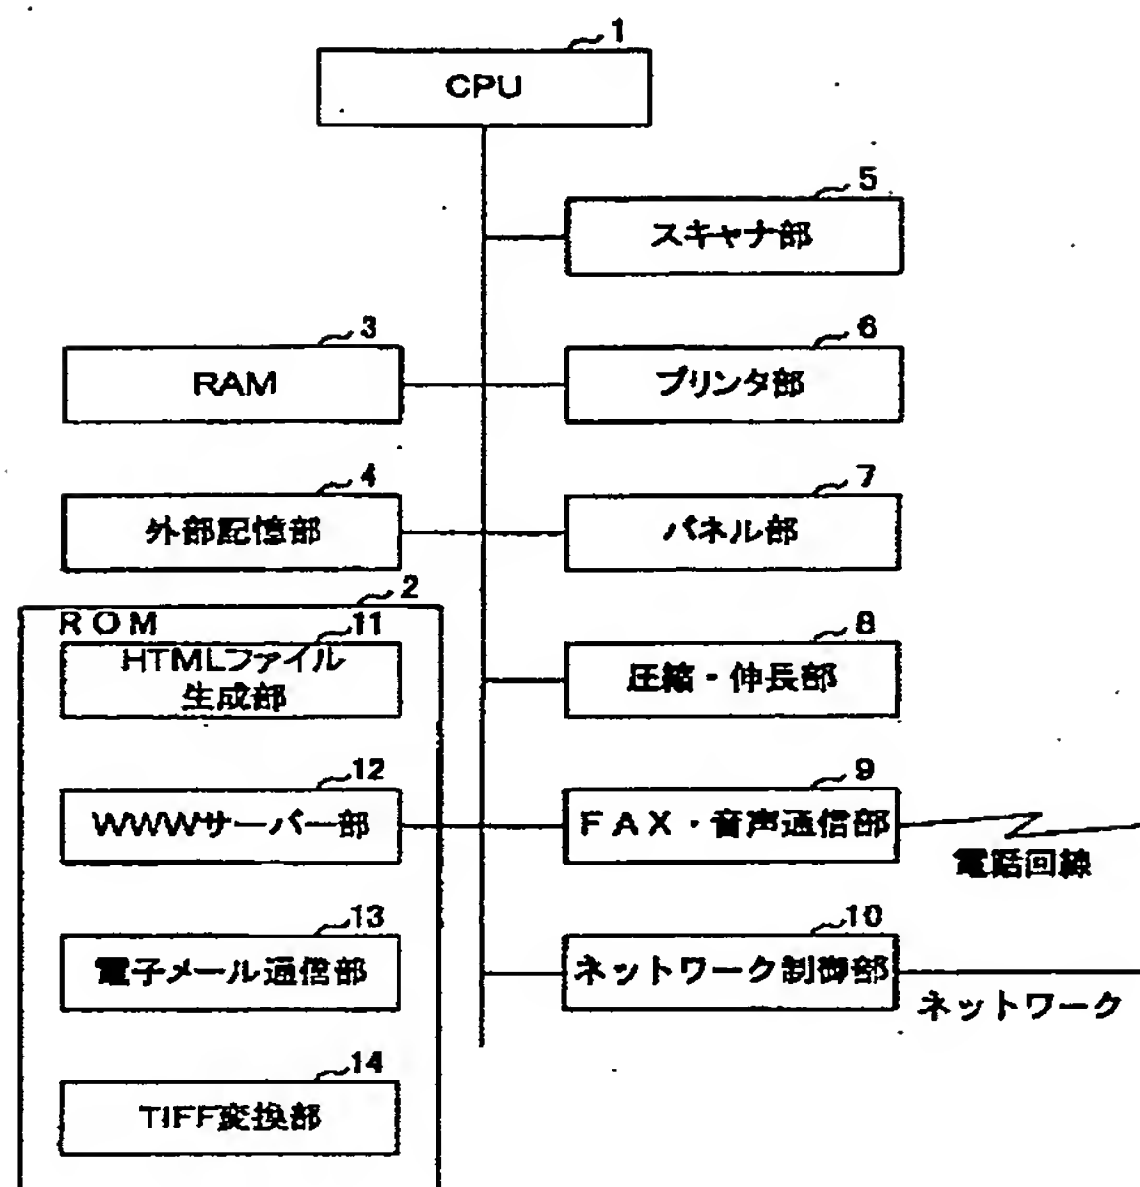 1
CPU
5
スキャナ部
3
RAM
6
プリンタ部
4
外部記憶部
7
パネル部
2
ROM
11
HTMLファイル
生成部
8
圧縮・伸長部
12
WWWサーバー部
9
FAX・音声通信部
電話回線
13
電子メール通信部
10
ネットワーク制御部
ネットワーク
14
TIFF変換部